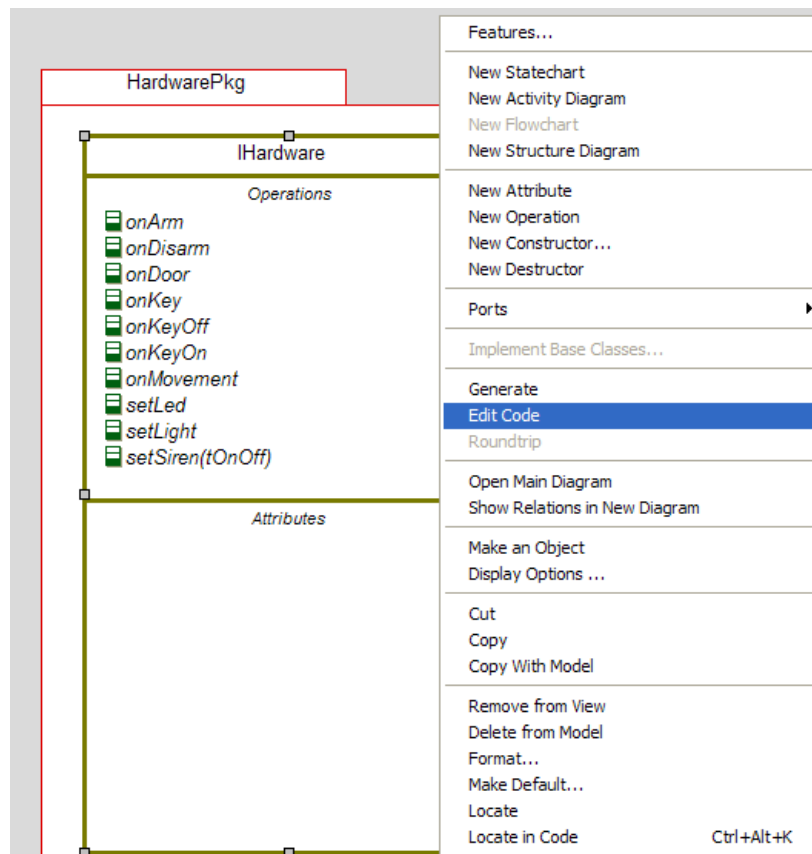 HardwarePkg
IHardware
Operations
onArm
onDisarm
onDoor
onKey
onKeyOff
onKeyOn
onMovement
setLed
setLight
setSiren(tOnOff)
Attributes
Features...
New Statechart
New Activity Diagram
New Flowchart
New Structure Diagram
New Attribute
New Operation
New Constructor...
New Destructor
Ports
Implement Base Classes...
Generate
Edit Code
Roundtrip
Open Main Diagram
Show Relations in New Diagram
Make an Object
Display Options ...
Cut
Copy
Copy With Model
Remove from View
Delete from Model
Format...
Make Default...
Locate
Locate in Code Ctrl+Alt+K